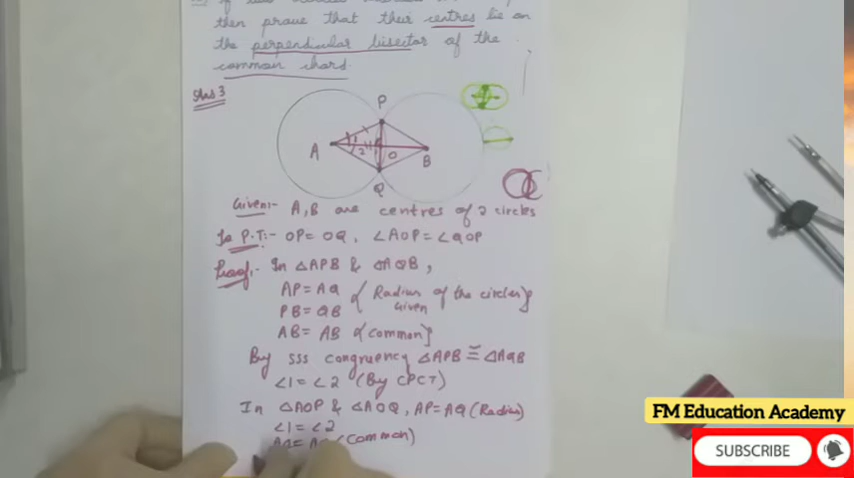 then prove that their centres lie on
the perpendicular bisector of the
common chord.
Ans 3
P
A
1
2
O
B
Q
Given:- A, B are centres of 2 circles
To P.T:- OP = OQ, ∠AOP = ∠QOP
Proof:- In △APB & △AQB,
AP = AQ { Radius of the circles}
PB = QB Given
AB = AB {common}
By SSS congruency △APB ≅ △AQB
∠1 = ∠2 (By CPCT)
In △AOP & △AOQ, AP = AQ (Radius)
∠1 = ∠2
(Common)
FM Education Academy
SUBSCRIBE